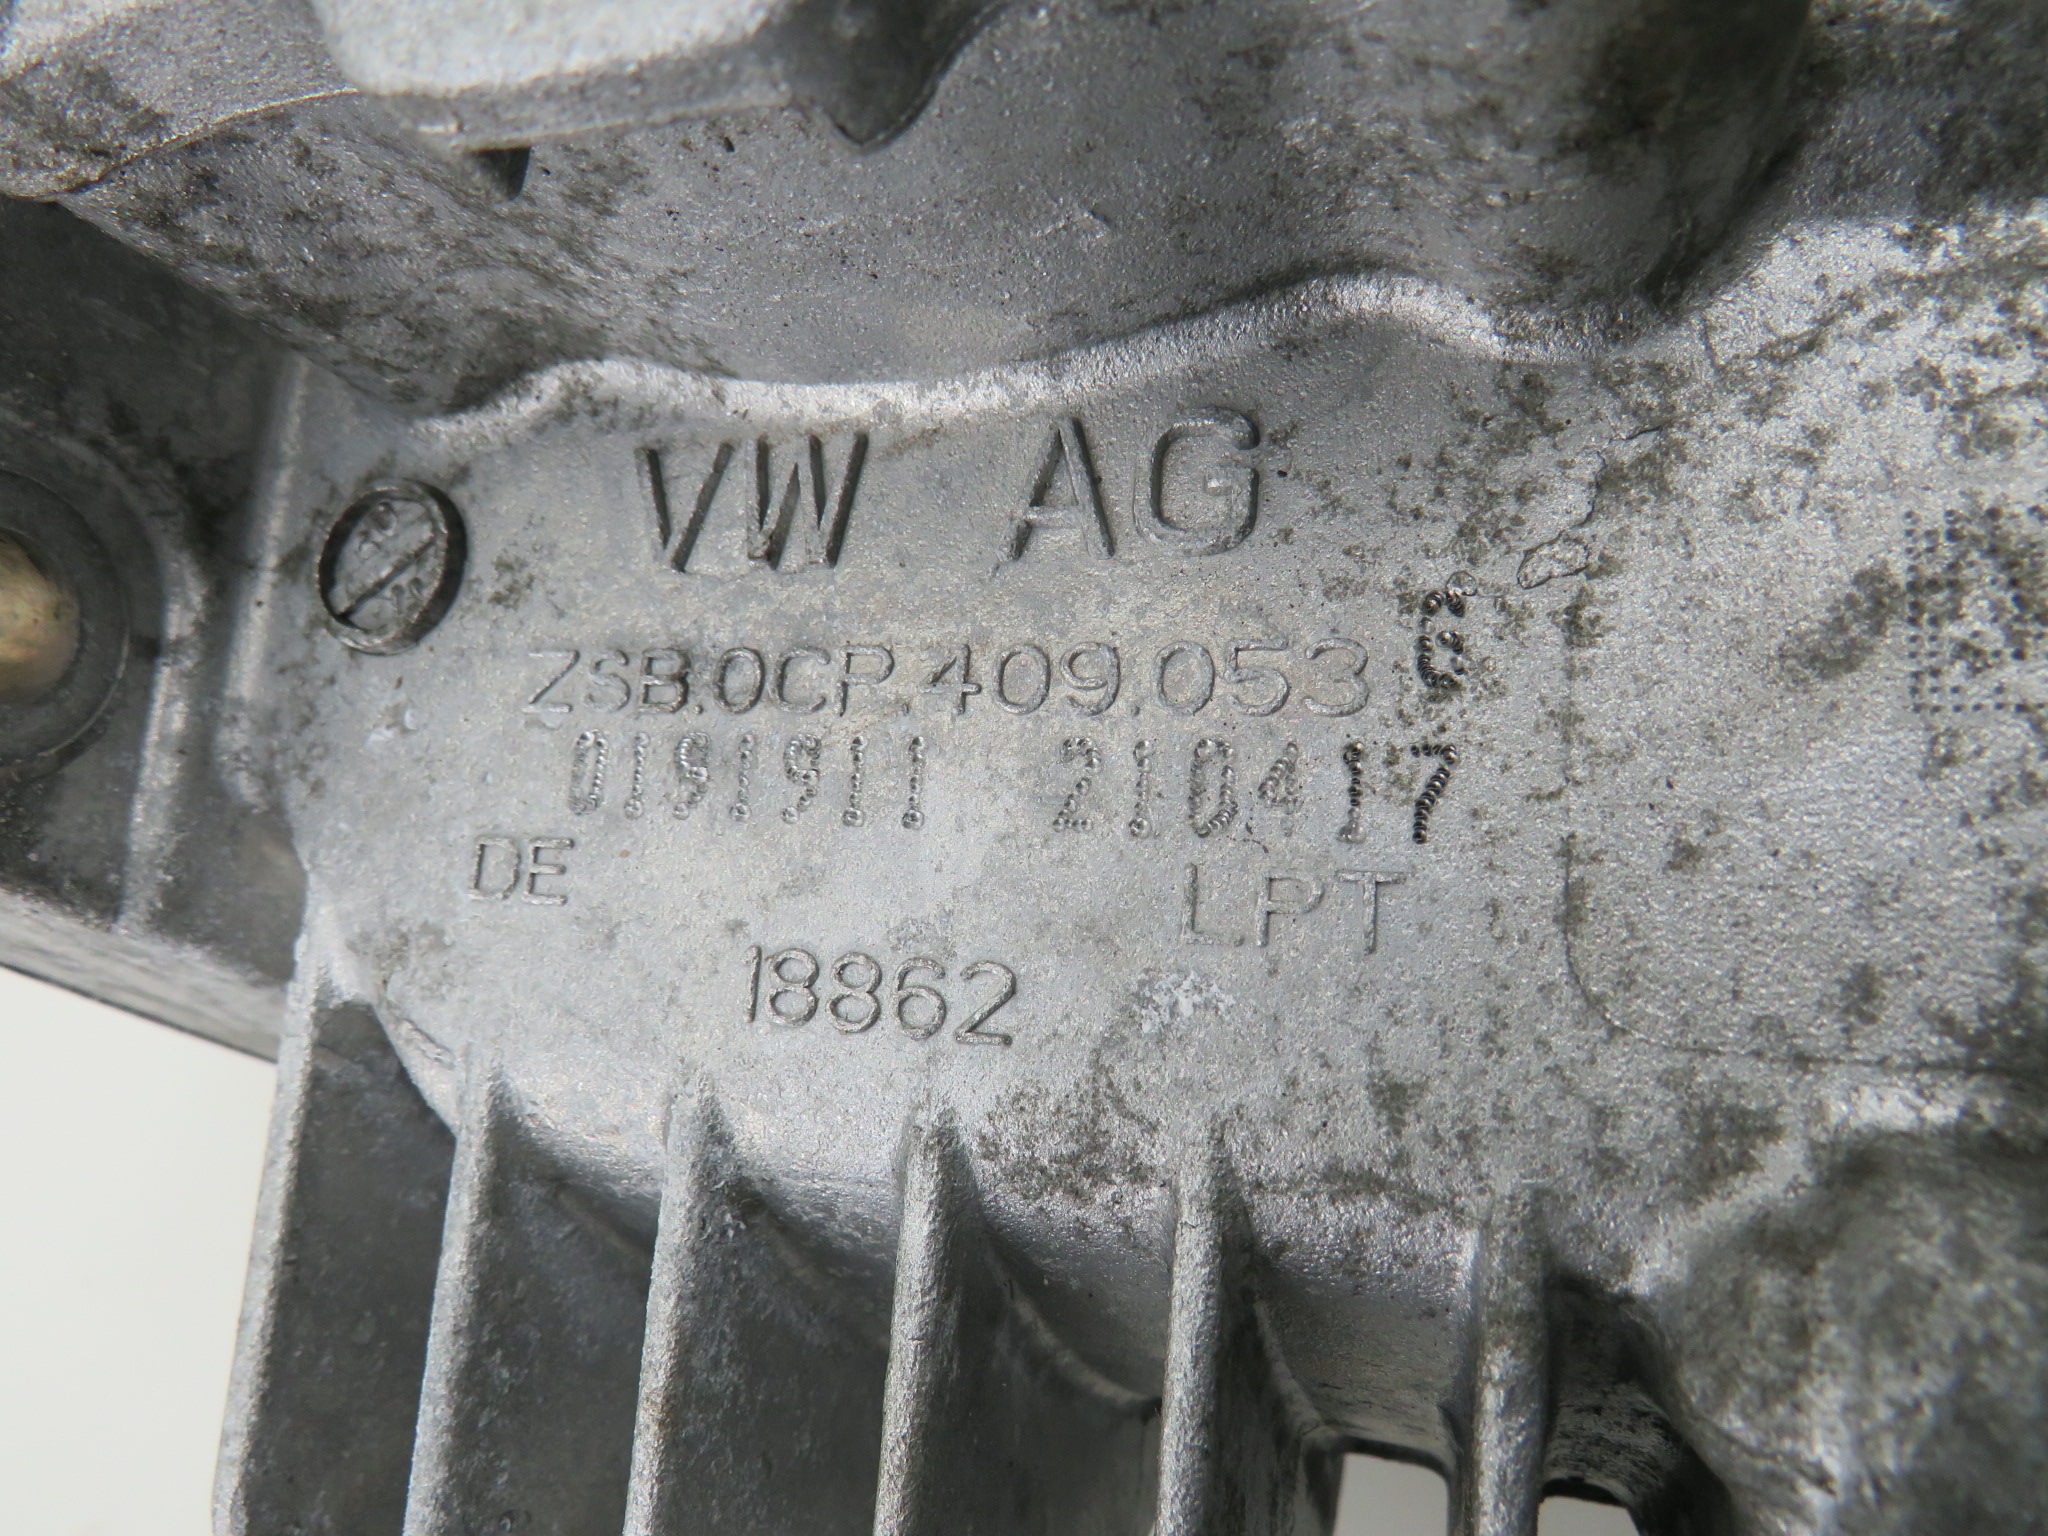 VW AG
ZSB.0CP.409.053 G
0191911 210417
DE LPT
18862